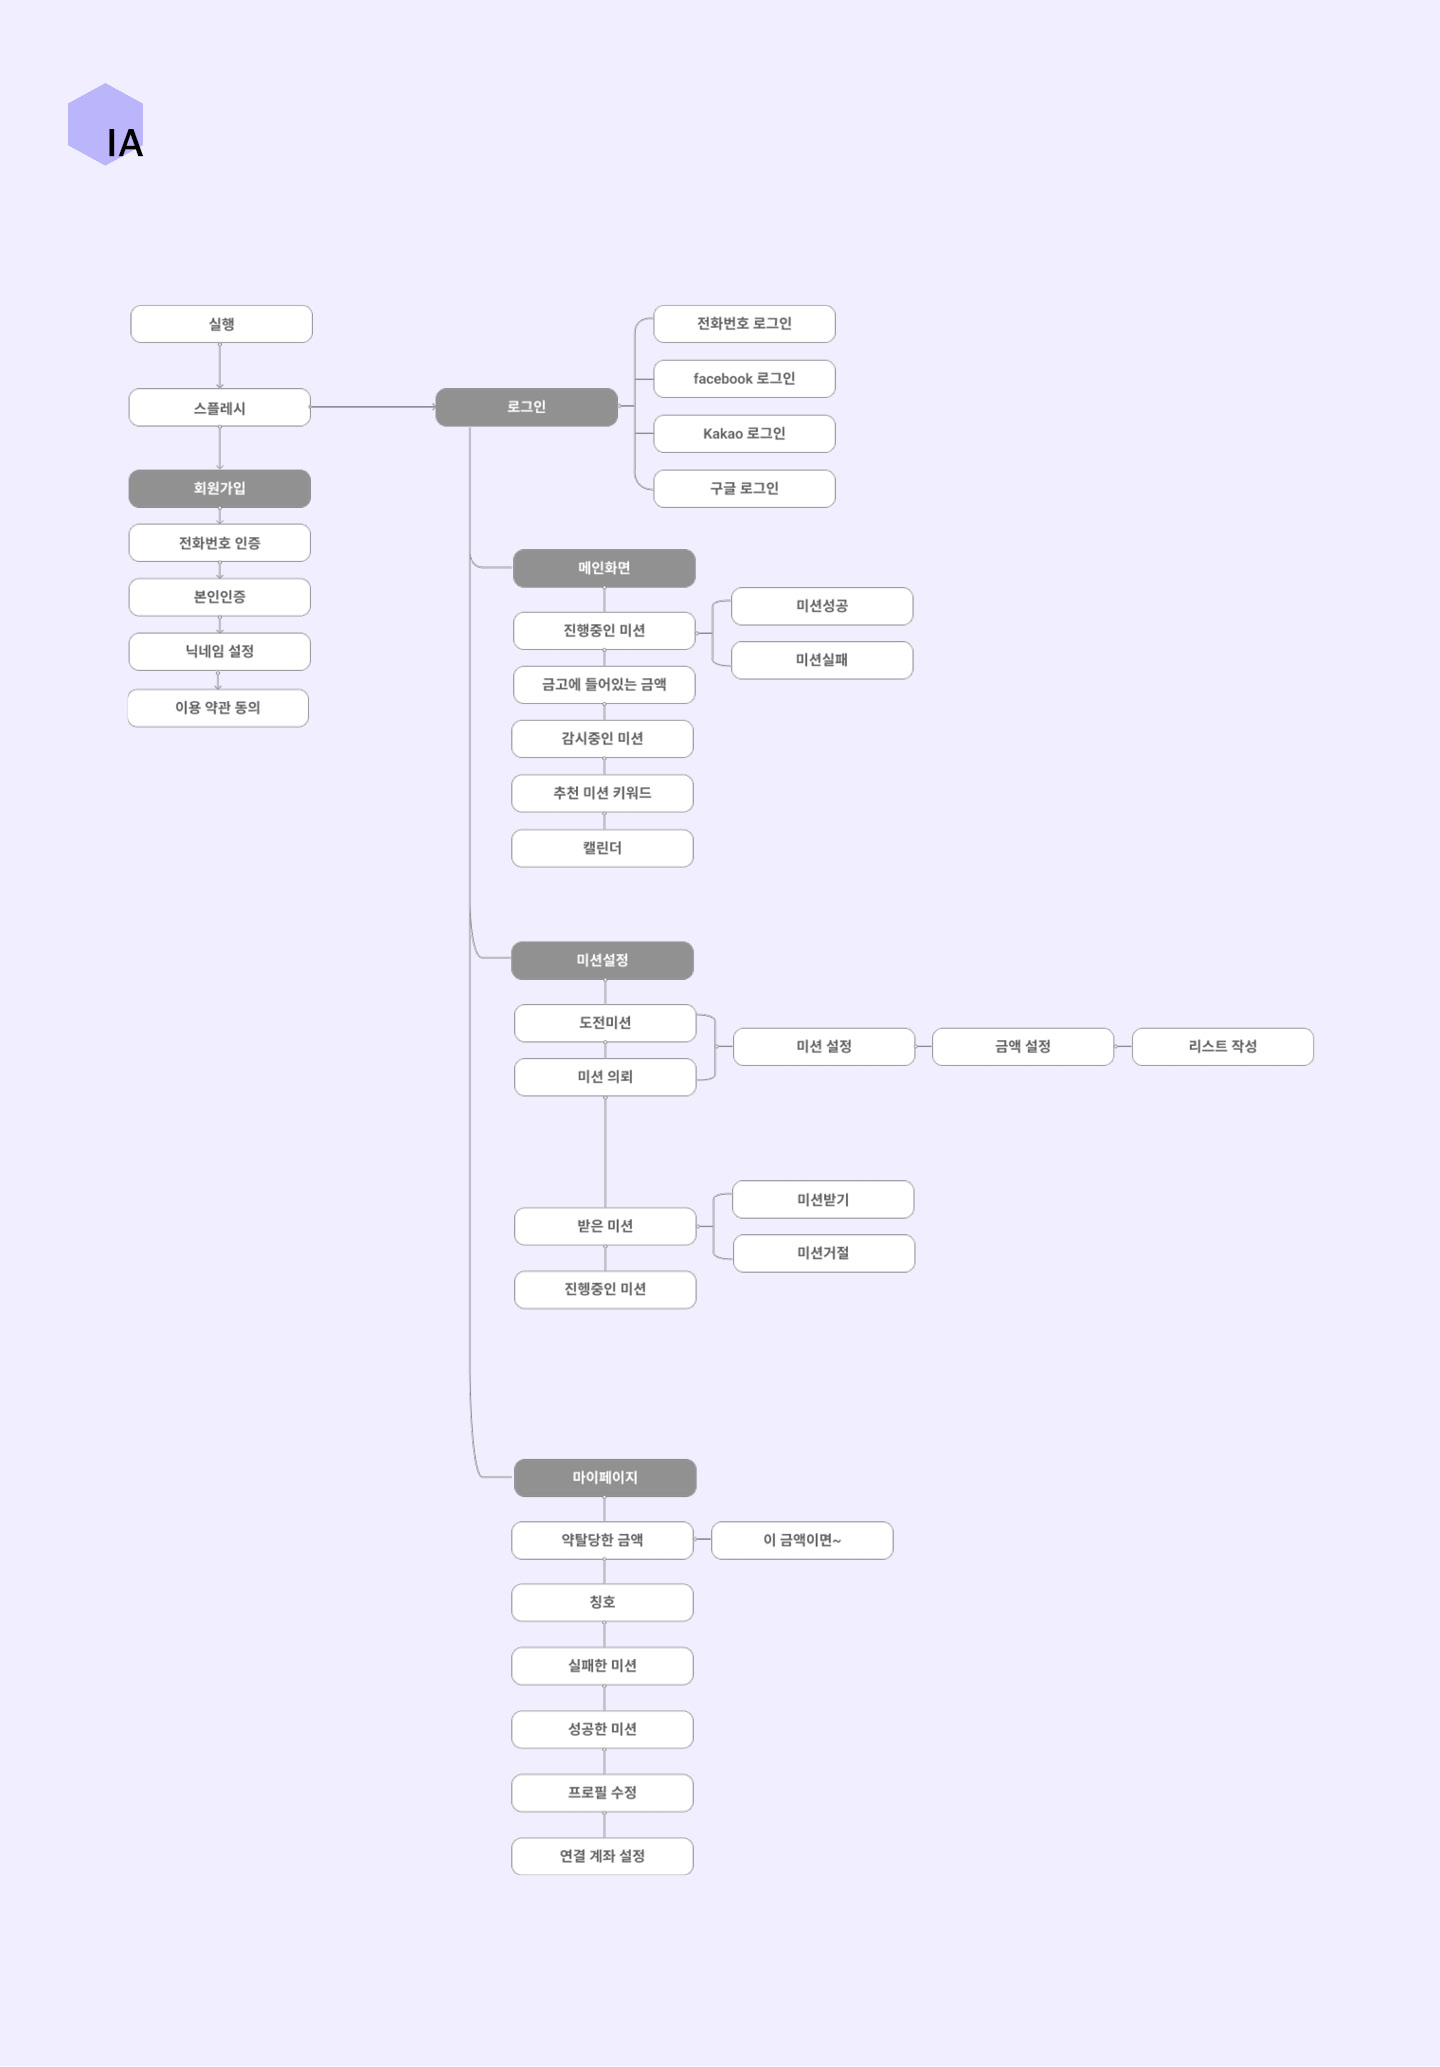 IA
실행
스플레시
회원가입
전화번호 인증
본인인증
닉네임 설정
이용 약관 동의
로그인
전화번호 로그인
facebook 로그인
Kakao 로그인
구글 로그인
메인화면
진행중인 미션
미션성공
미션실패
금고에 들어있는 금액
감시중인 미션
추천 미션 키워드
캘린더
미션설정
도전미션
미션 의뢰
미션 설정
금액 설정
리스트 작성
받은 미션
미션받기
미션거절
진헹중인 미션
마이페이지
약탈당한 금액
이 금액이면~
칭호
실패한 미션
성공한 미션
프로필 수정
연결 계좌 설정